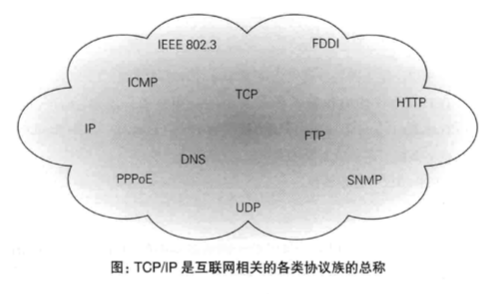 IEEE 802.3
FDDI
ICMP
TCP
HTTP
IP
FTP
DNS
PPPoE
SNMP
UDP
图：TCP/IP 是互联网相关的各类协议族的总称